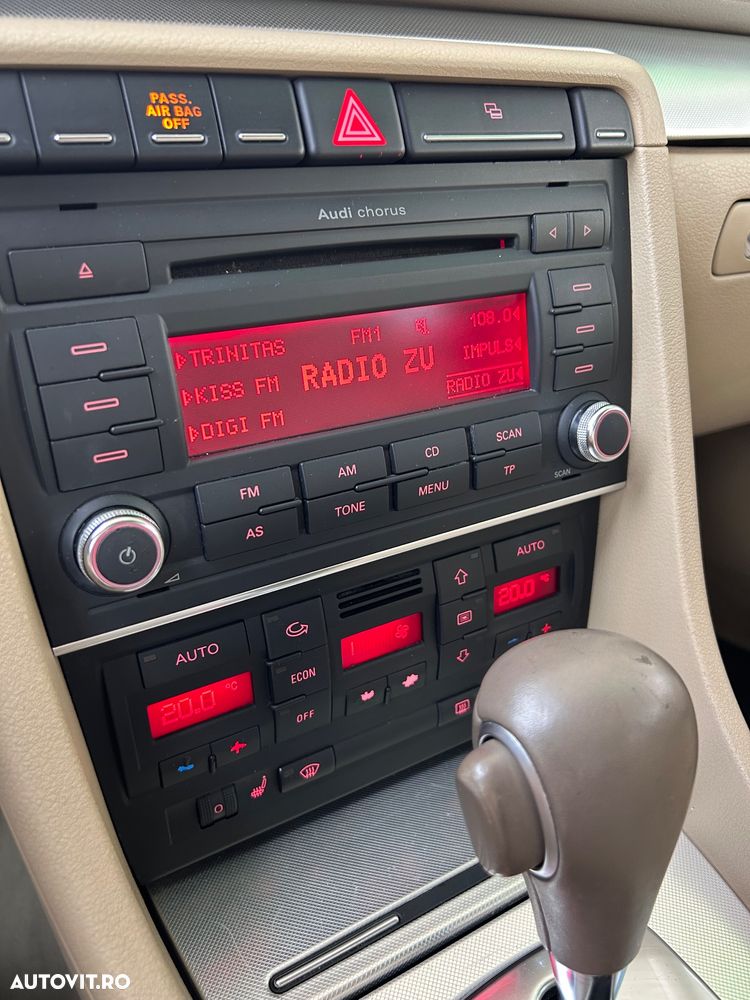 PASS.
AIR BAG
OFF
Audi chorus
TRINITAS FM1 108.0
KISS FM RADIO ZU IMPULS
DIGI FM RADIO ZU
FM AM CD SCAN
AS TONE MENU TP
SCAN
AUTO AUTO
20.0 °C 20.0 °C
ECON
OFF
AUTOVIT.RO